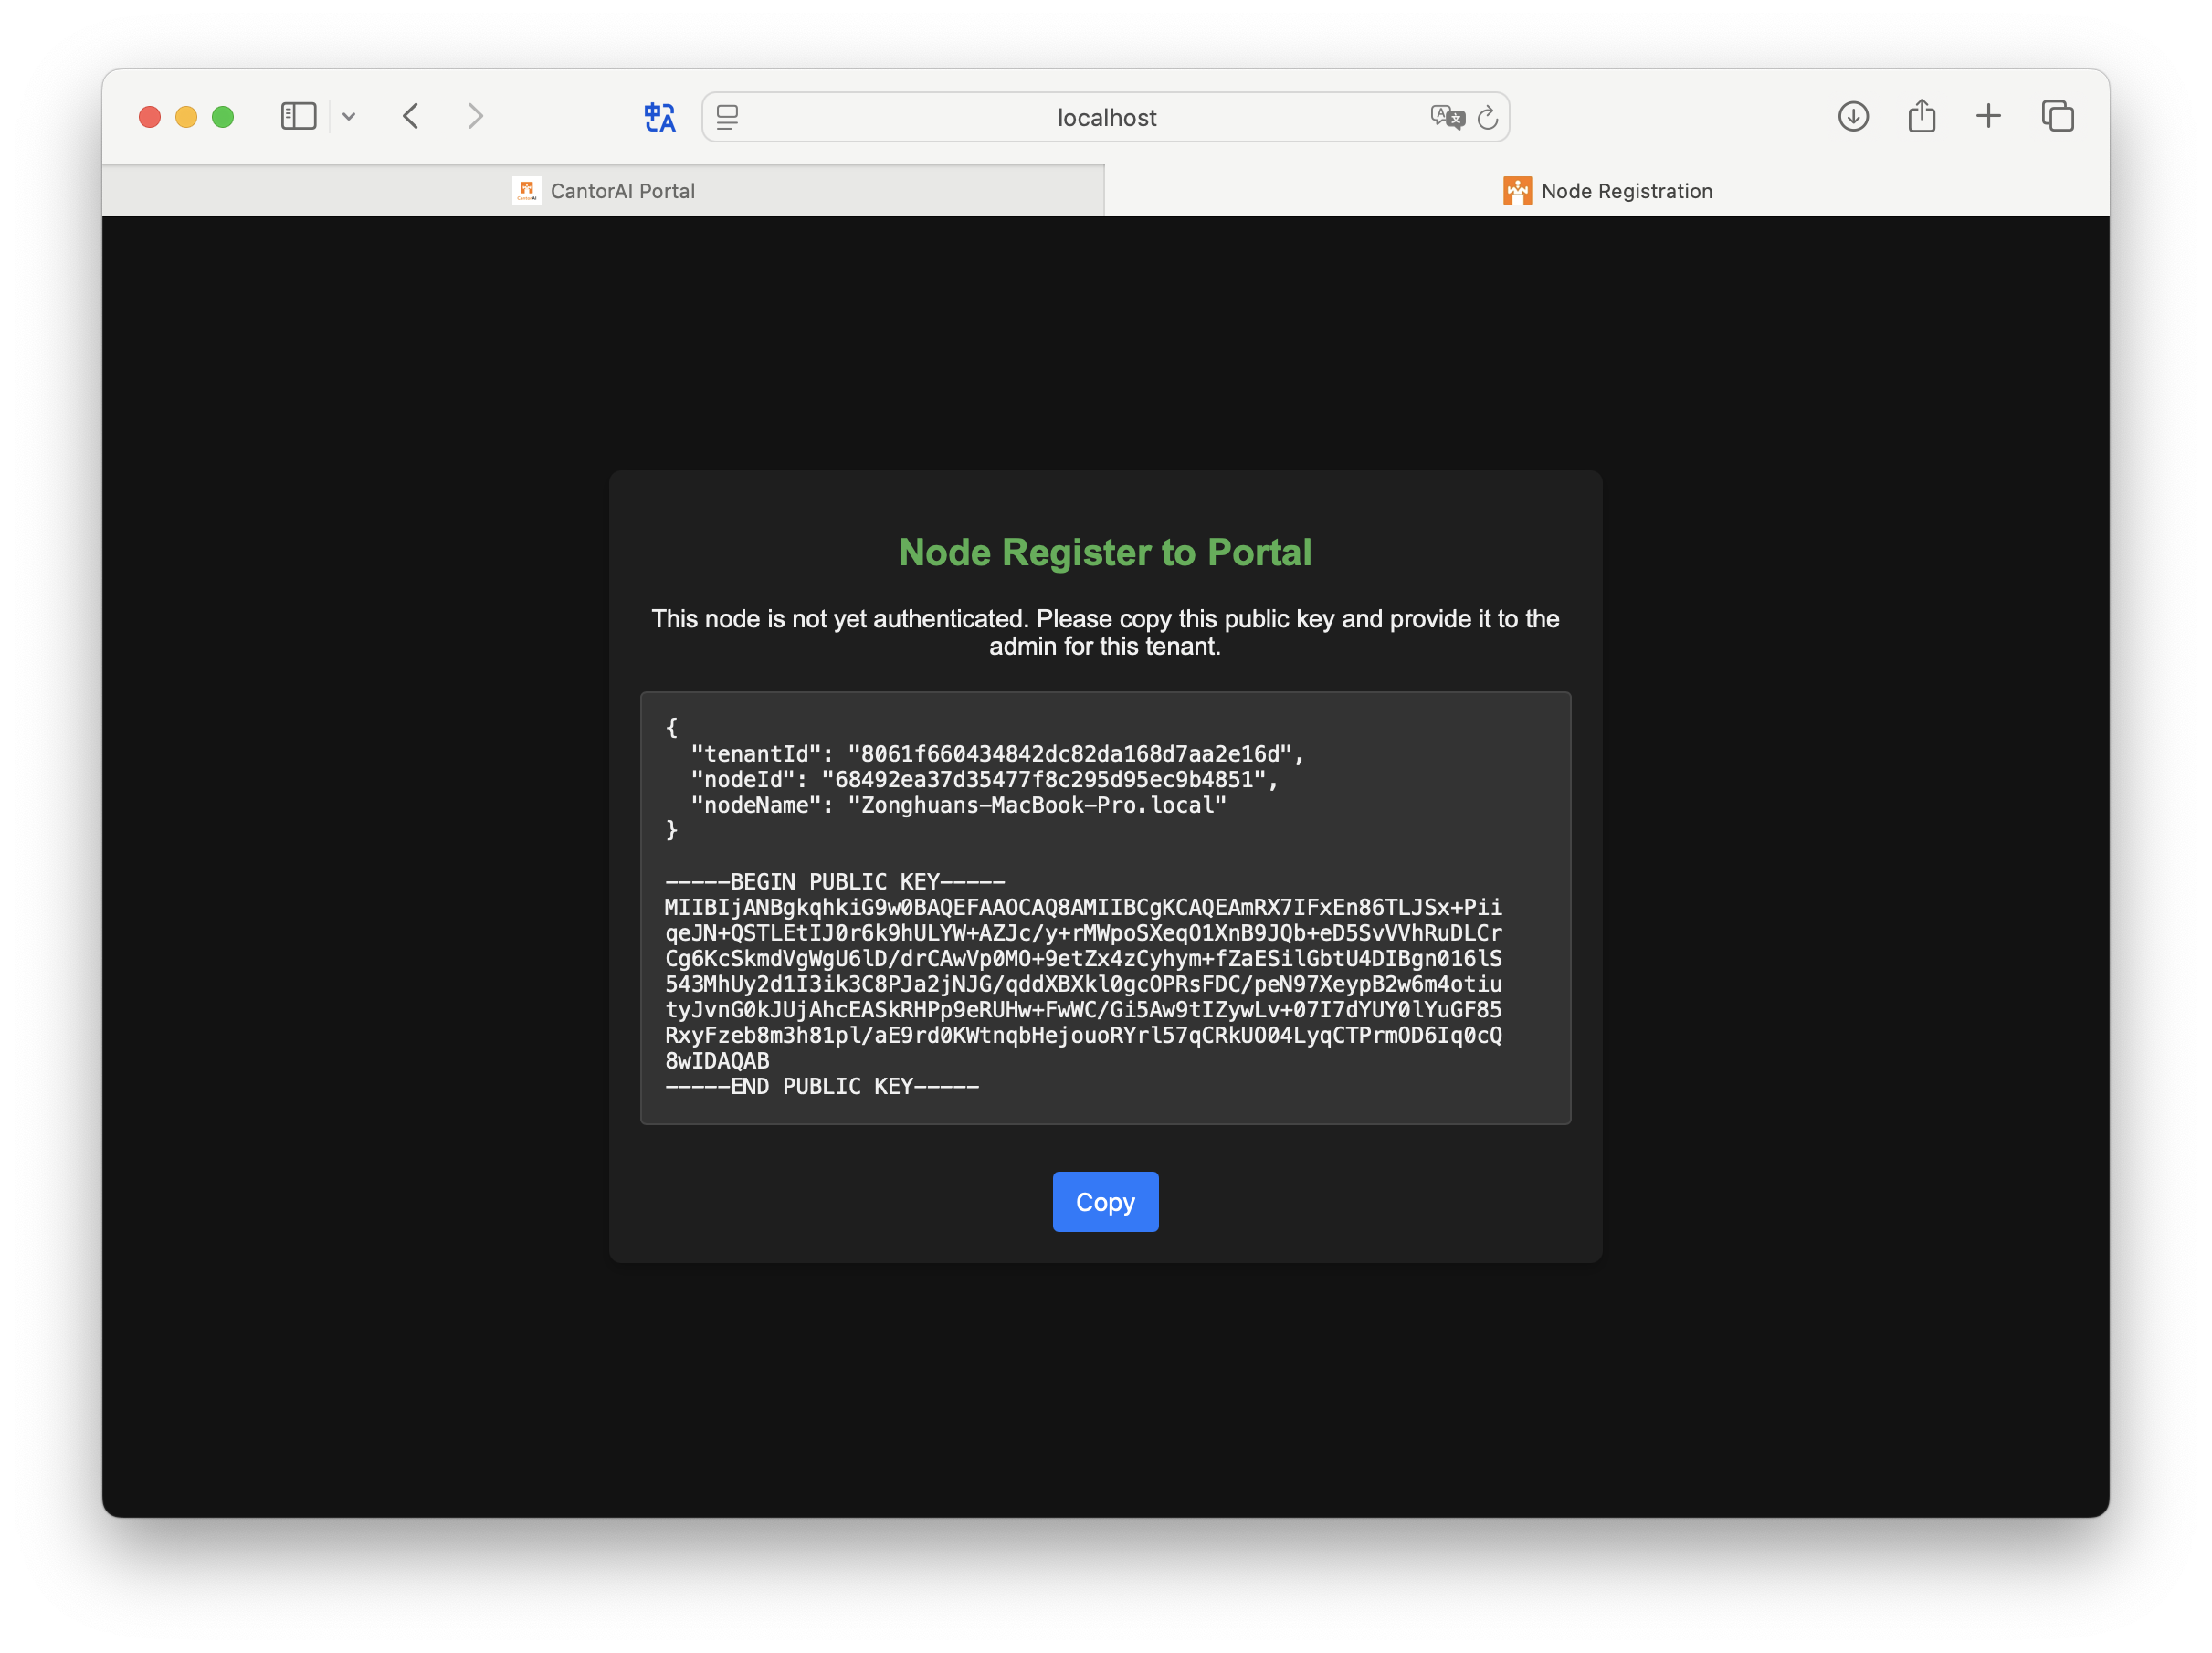 localhost
CantorAI Portal
Node Registration
Node Register to Portal
This node is not yet authenticated. Please copy this public key and provide it to the
admin for this tenant.
{
  "tenantId": "8061f660434842dc82da168d7aa2e16d",
  "nodeId": "68492ea37d35477f8c295d95ec9b4851",
  "nodeName": "Zonghuans-MacBook-Pro.local"
}
-----BEGIN PUBLIC KEY-----
MIIBIjANBgkqhkiG9w0BAQEFAAOCAQ8AMIIBCgKCAQEAmRX7IFxEn86TLJSx+Pii
qeJN+QSTLEtIJ0r6k9hULYW+AZJc/y+rMWpoSXeqO1XnB9JQb+eD5SvVVhRuDLCr
Cg6KcSkmdVgWgU6lD/drCAwVp0MO+9etZx4zCyhym+fZaESilGbtU4DIBgn016lS
543MhUy2d1I3ik3C8PJa2jNJG/qddXBXkl0gcOPRsFDC/peN97XeypB2w6m4otiu
tyJvnG0kJUjAhcEASkRHPp9eRUHw+FwWC/Gi5Aw9tIZywLv+07I7dYUY0lYuGF85
RxyFzeb8m3h81pl/aE9rd0KWtnqbHejouoRYrl57qCRkUO04LyqCTPrmOD6Iq0cQ
8wIDAQAB
-----END PUBLIC KEY-----
Copy